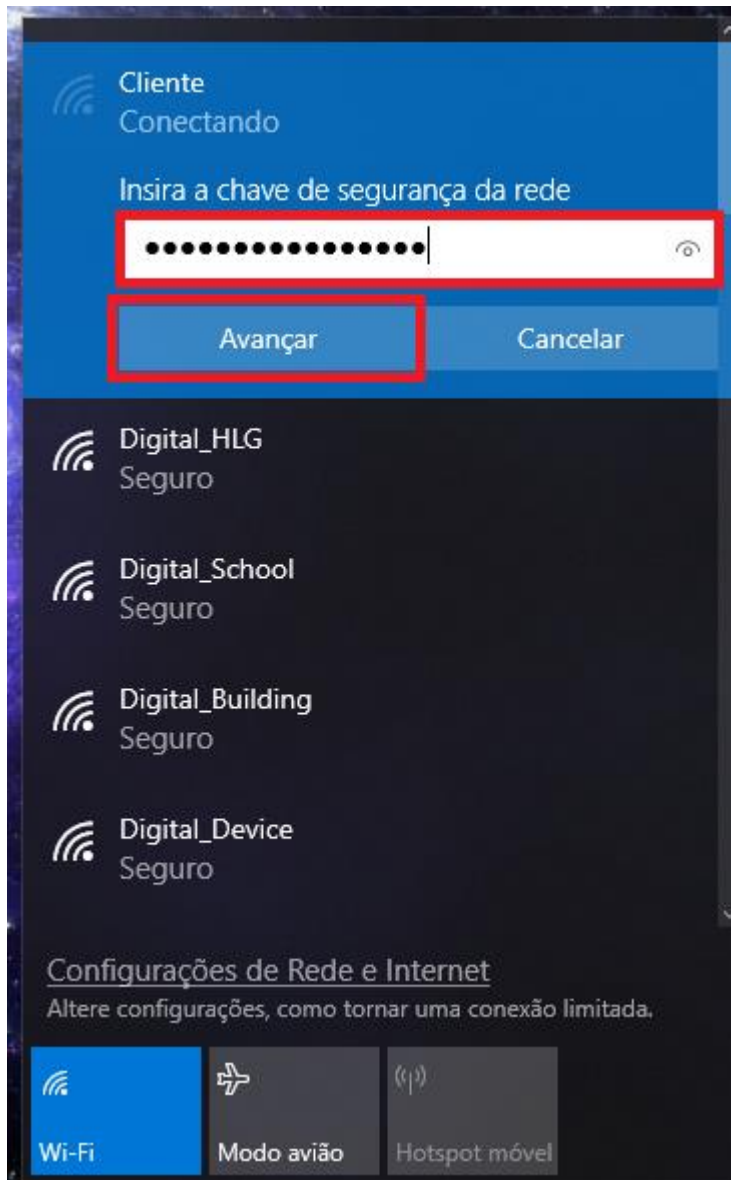 Cliente
Conectando
Insira a chave de segurança da rede
••••••••••••••••
Avançar Cancelar
Digital_HLG
Seguro
Digital_School
Seguro
Digital_Building
Seguro
Digital_Device
Seguro
Configurações de Rede e Internet
Altere configurações, como tornar uma conexão limitada.
Wi-Fi Modo avião Hotspot móvel